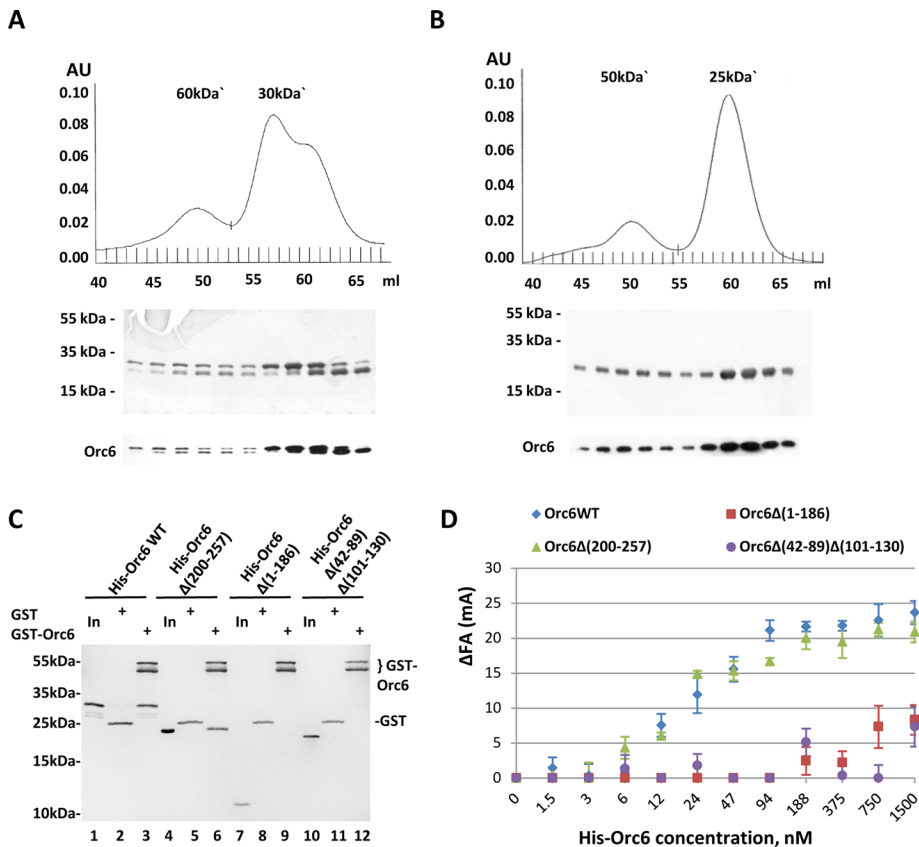 A
AU
60kDa` 30kDa`
0.10
0.08
0.06
0.04
0.02
0.00
40 45 50 55 60 65 ml
55 kDa -
35 kDa -
15 kDa -
Orc6
B
AU
50kDa` 25kDa`
0.10
0.08
0.06
0.04
0.02
0.00
40 45 50 55 60 65 ml
55 kDa -
35 kDa -
15 kDa -
Orc6
C
His-Orc6 WT
His-Orc6
Δ(200-257)
His-Orc6
Δ(1-186)
His-Orc6
Δ(42-89)Δ
Δ(101-130)
GST In + In + In + In +
GST-Orc6 + + + +
55kDa-
35kDa-
25kDa-
15kDa-
10kDa-
} GST-
Orc6
-GST
1 2 3 4 5 6 7 8 9 10 11 12
D
Orc6WT Orc6Δ(1-186)
Orc6Δ(200-257) Orc6Δ(42-89)Δ(101-130)
ΔFA (mA)
30
25
20
15
10
5
0
0 1.5 3 6 12 24 47 94 188 375 750 1500
His-Orc6 concentration, nM